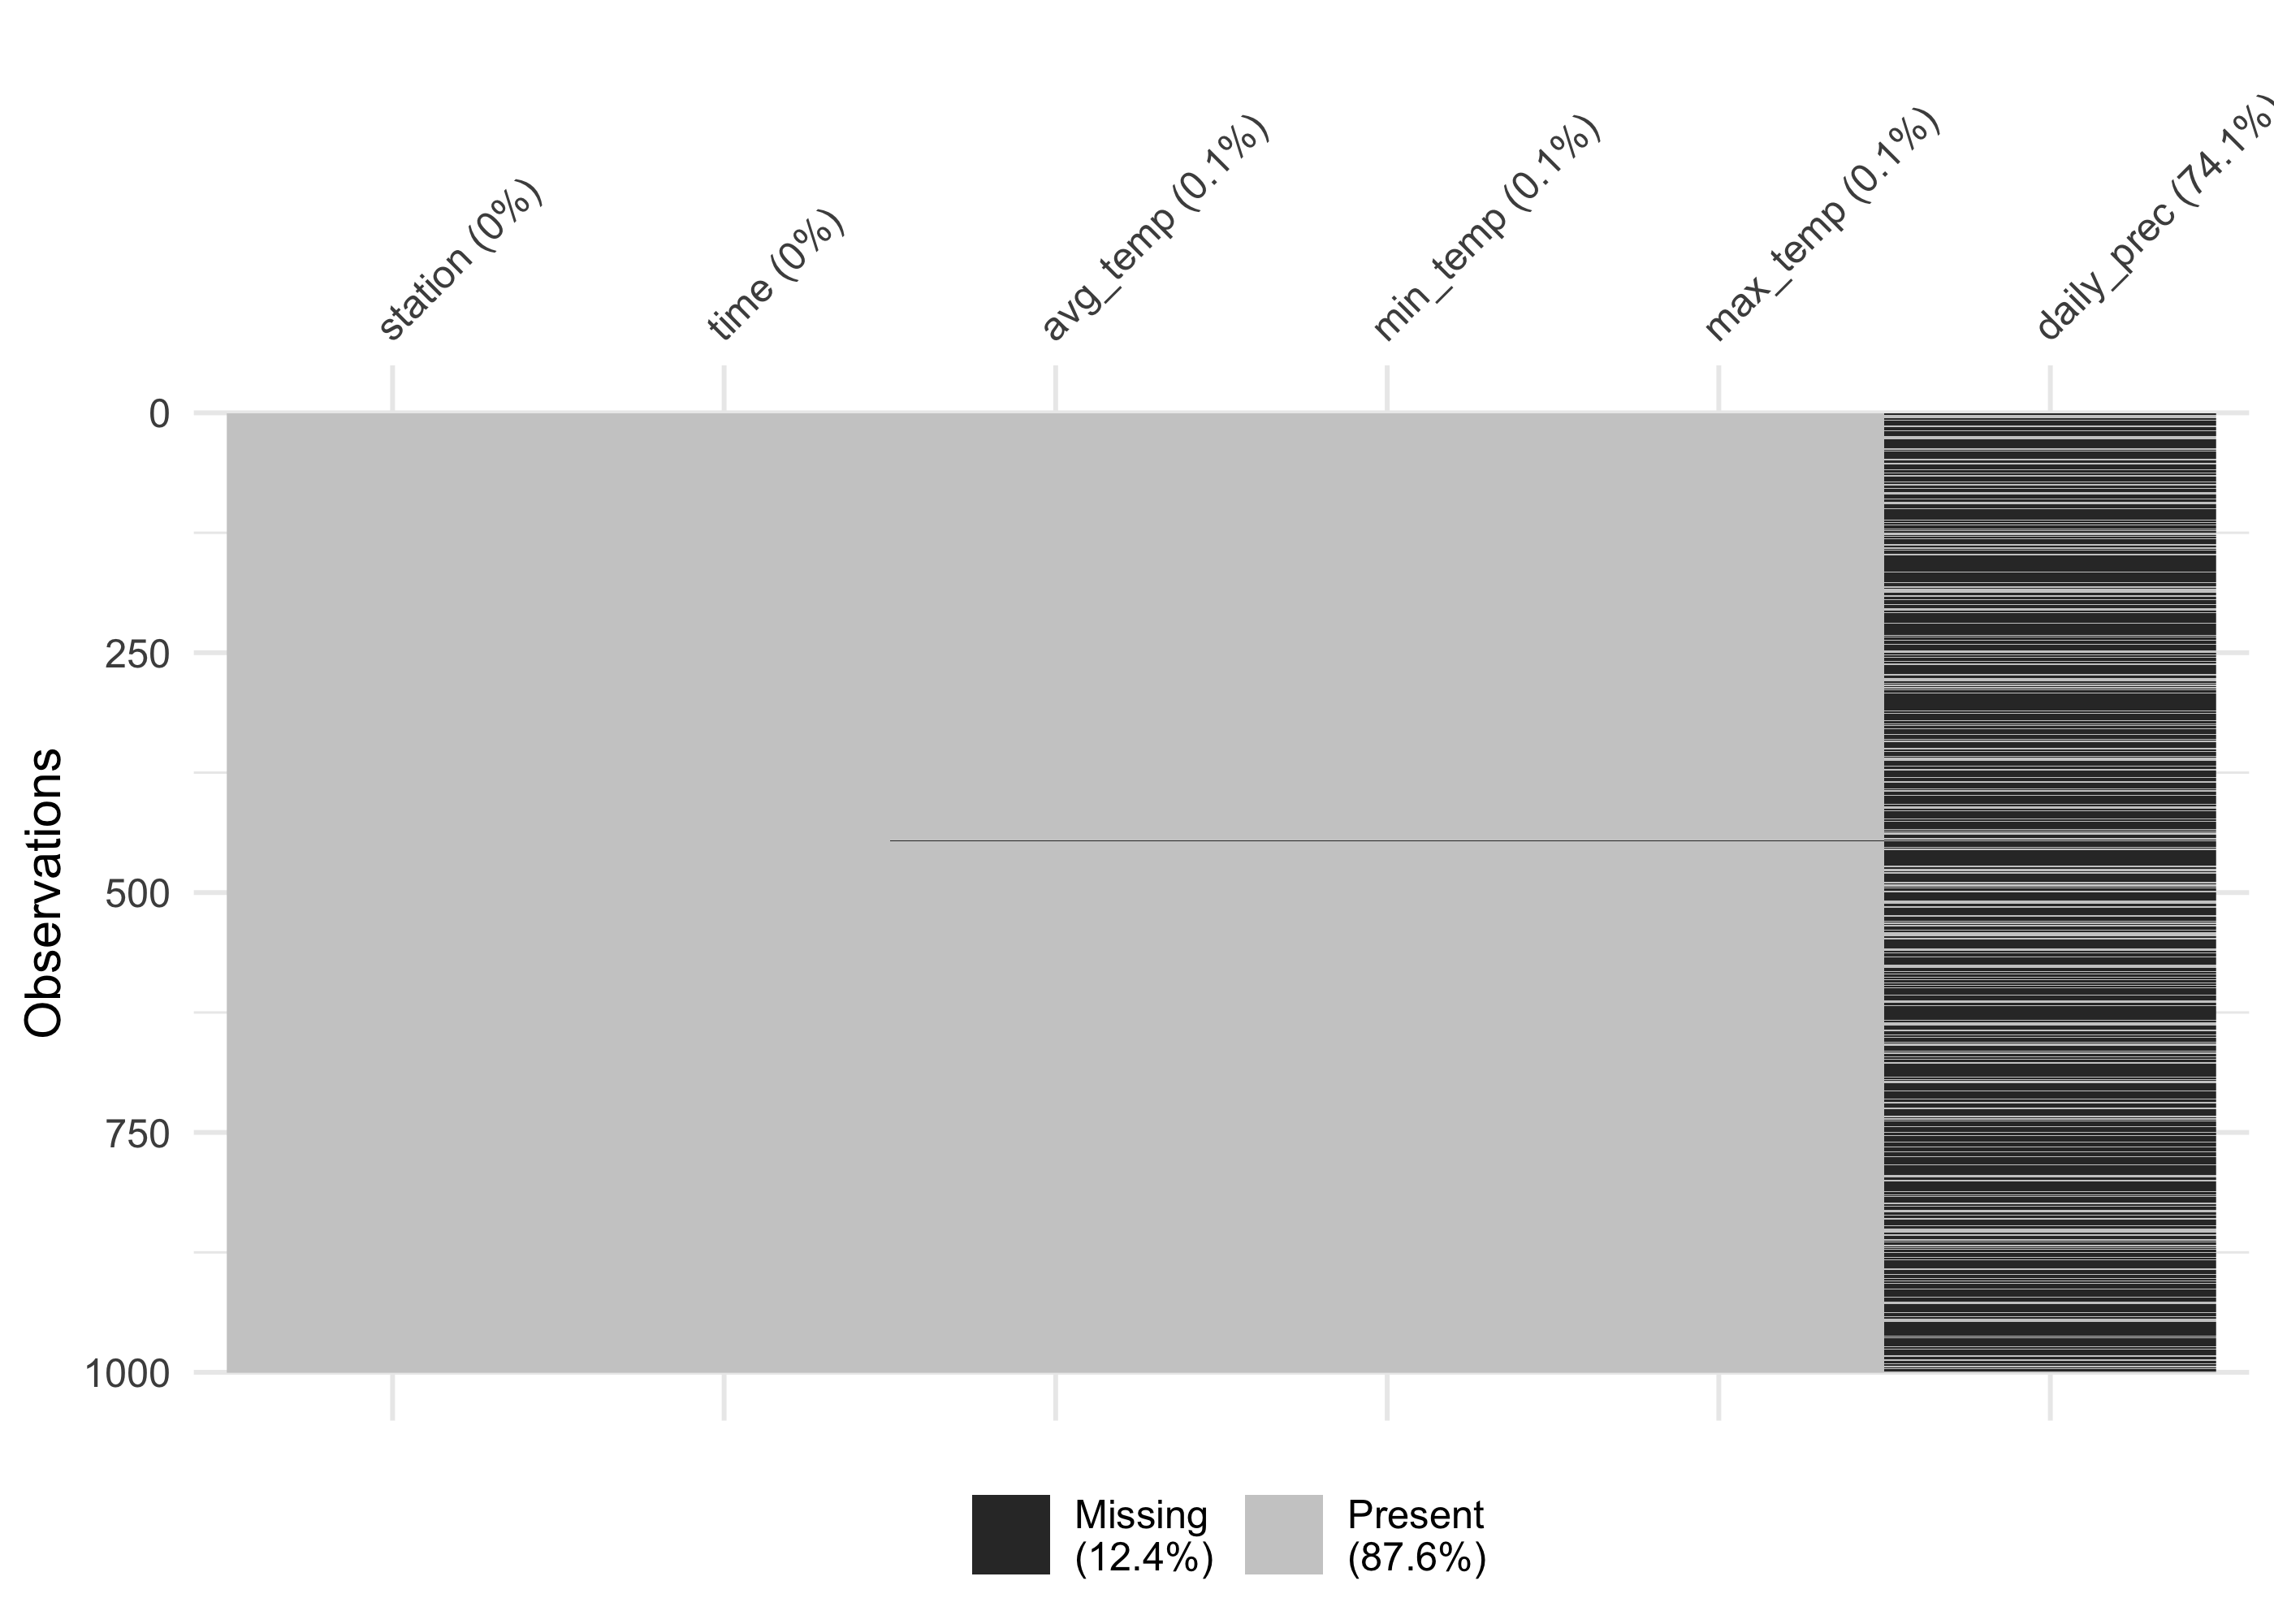 station (0%)
time (0%)
avg_temp (0.1%)
min_temp (0.1%)
max_temp (0.1%)
daily_prec (74.1%)
0
250
500
750
1000
Observations
Missing
(12.4%)
Present
(87.6%)